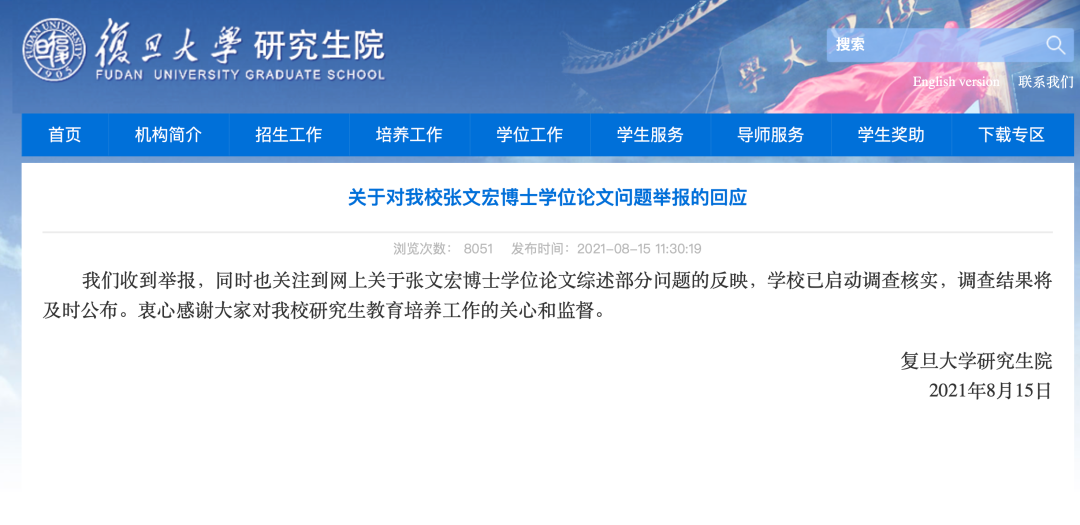 復旦大學 研究生院
FUDAN UNIVERSITY GRADUATE SCHOOL
搜索
English version 联系我们
首页 机构简介 招生工作 培养工作 学位工作 学生服务 导师服务 学生奖助 下载专区
关于对我校张文宏博士学位论文问题举报的回应
浏览次数： 8051 发布时间：2021-08-15 11:30:19
我们收到举报，同时也关注到网上关于张文宏博士学位论文综述部分问题的反映，学校已启动调查核实，调查结果将
及时公布。衷心感谢大家对我校研究生教育培养工作的关心和监督。
复旦大学研究生院
2021年8月15日